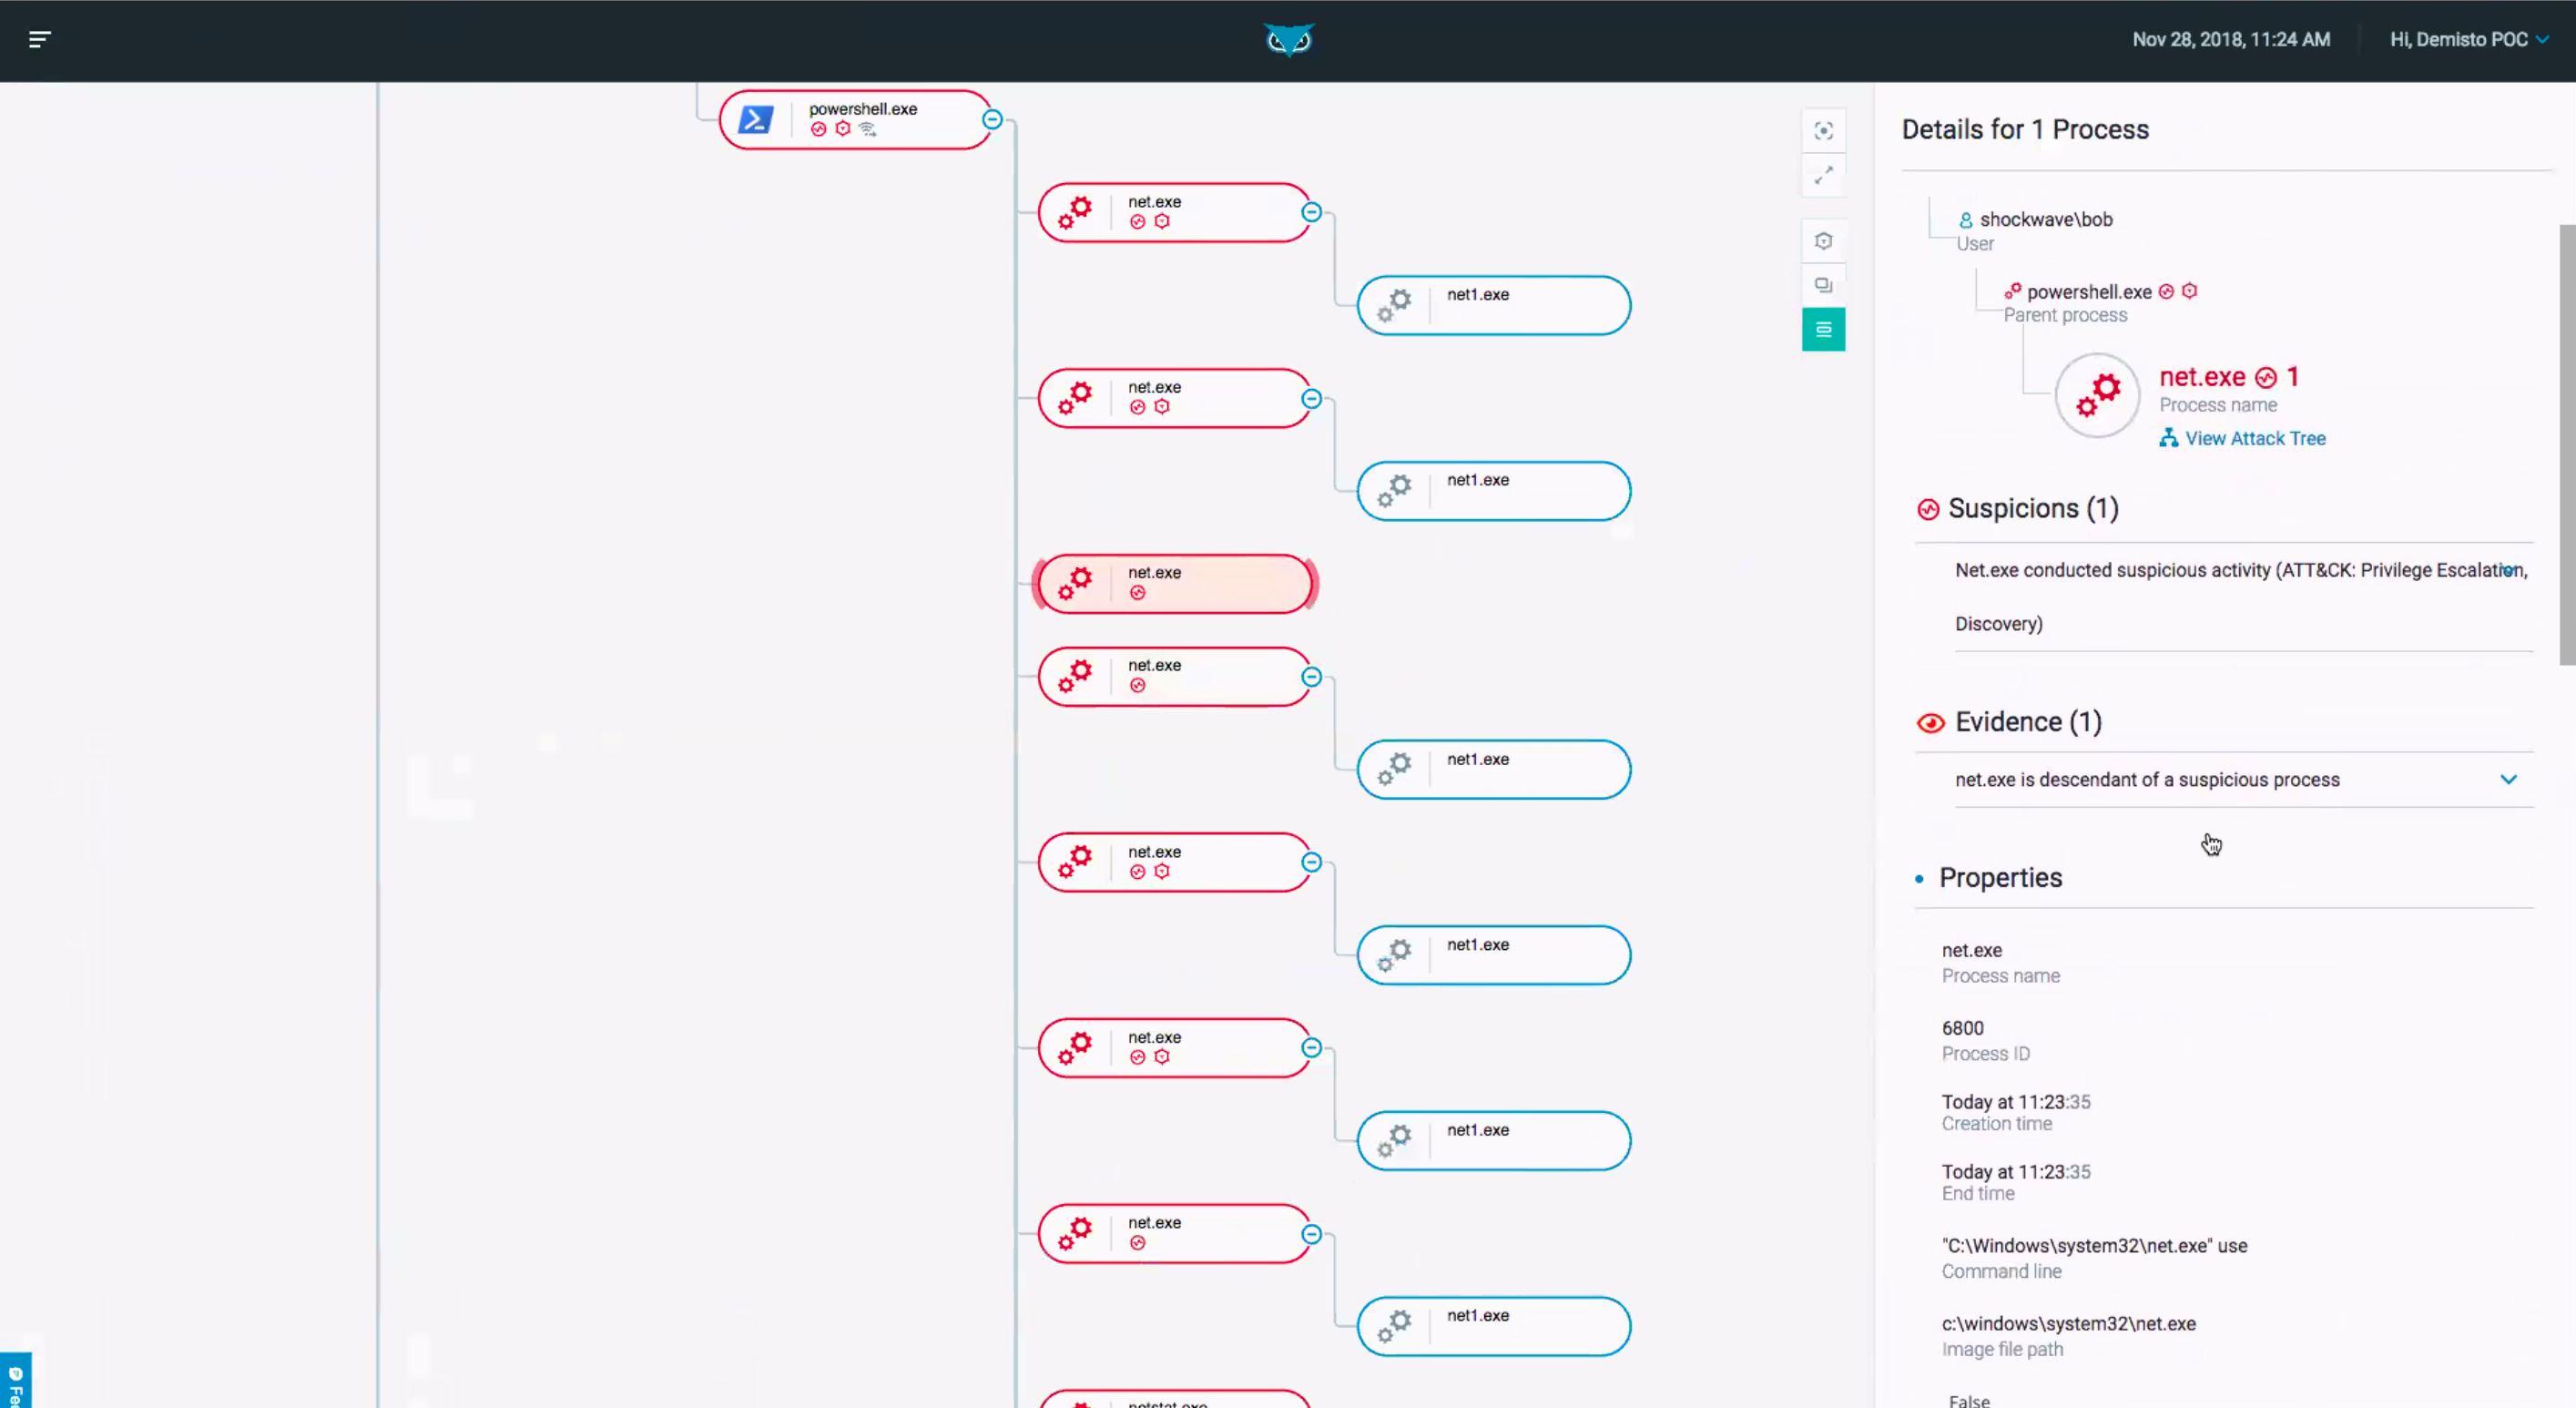 Nov 28, 2018, 11:24 AM
Hi, Demisto POC
powershell.exe
net.exe
net1.exe
net.exe
net1.exe
net.exe
net.exe
net1.exe
net.exe
net1.exe
net.exe
net1.exe
net.exe
net1.exe
netstat.exe
Details for 1 Process
shockwave\bob
User
powershell.exe
Parent process
net.exe 1
Process name
View Attack Tree
Suspicions (1)
Net.exe conducted suspicious activity (ATT&CK: Privilege Escalation,
Discovery)
Evidence (1)
net.exe is descendant of a suspicious process
Properties
net.exe
Process name
6800
Process ID
Today at 11:23:35
Creation time
Today at 11:23:35
End time
"C:\Windows\system32\net.exe" use
Command line
c:\windows\system32\net.exe
Image file path
False